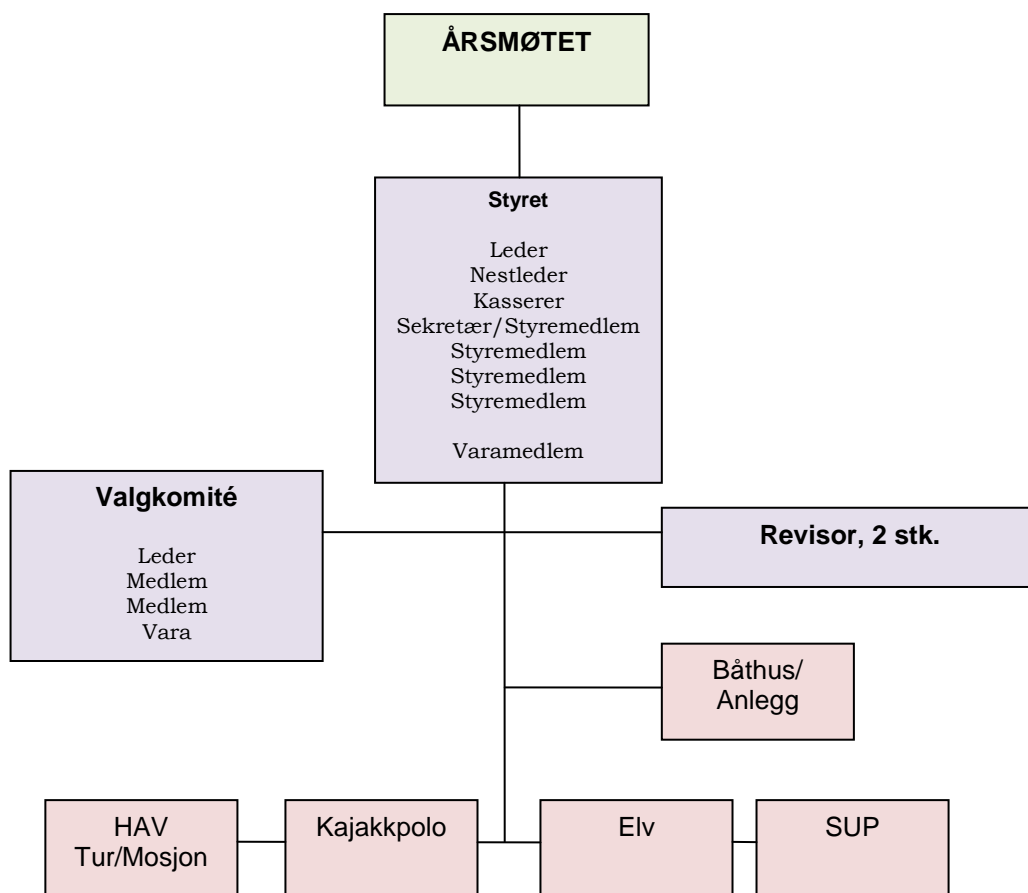 ÅRSMØTET
Styret
Leder
Nestleder
Kasserer
Sekretær/Styremedlem
Styremedlem
Styremedlem
Styremedlem
Varamedlem
Valgkomité
Leder
Medlem
Medlem
Vara
Revisor, 2 stk.
Båthus/
Anlegg
HAV
Tur/Mosjon
Kajakkpolo
Elv
SUP